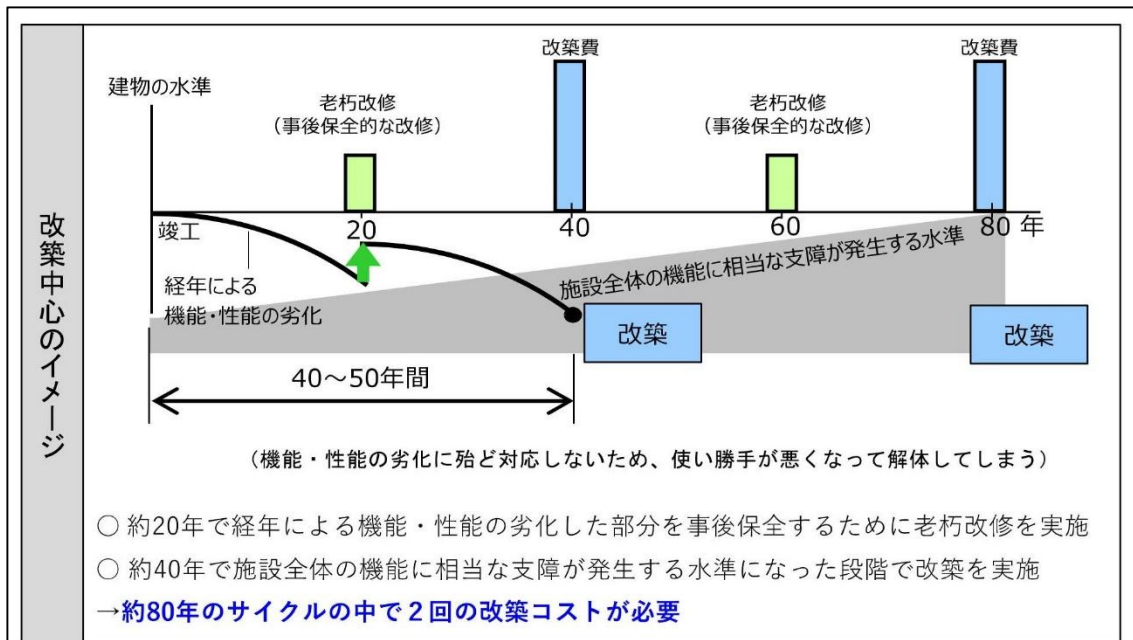 改築中心のイメージ
建物の水準
老朽改修
（事後保全的な改修）
改築費
老朽改修
（事後保全的な改修）
改築費
竣工
20
40
60
80 年
経年による
機能・性能の劣化
施設全体の機能に相当な支障が発生する水準
改築
改築
40～50年間
（機能・性能の劣化に殆ど対応しないため、使い勝手が悪くなって解体してしまう）
○ 約20年で経年による機能・性能の劣化した部分を事後保全するために老朽改修を実施
○ 約40年で施設全体の機能に相当な支障が発生する水準になった段階で改築を実施
→約80年のサイクルの中で２回の改築コストが必要